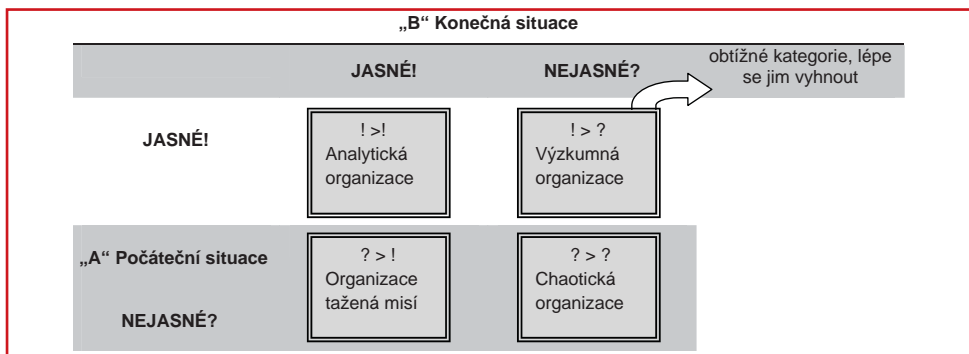 „B“ Konečná situace
JASNÉ!
NEJASNÉ?
obtížné kategorie, lépe
se jim vyhnout
JASNÉ!
! >!
Analytická
organizace
! > ?
Výzkumná
organizace
„A“ Počáteční situace
NEJASNÉ?
? > !
Organizace
tažená misí
? > ?
Chaotická
organizace